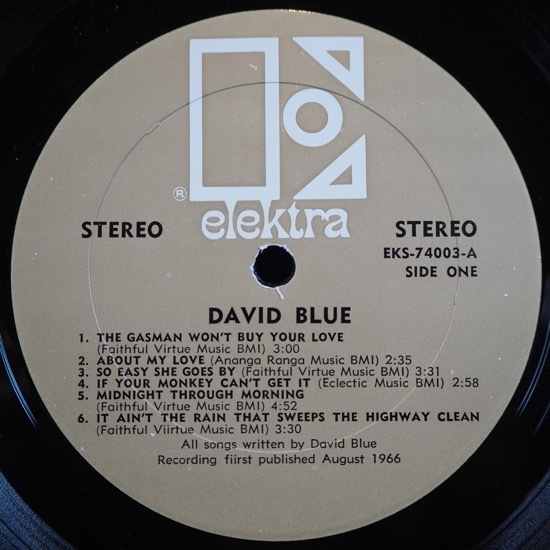 ®
elektra
STEREO
STEREO
EKS-74003-A
SIDE ONE
DAVID BLUE
1. THE GASMAN WON'T BUY YOUR LOVE
(Faithful Virtue Music BMI) 3:00
2. ABOUT MY LOVE (Ananga Ranga Music BMI) 2:35
3. SO EASY SHE GOES BY (Faithful Virtue Music BMI) 3:31
4. IF YOUR MONKEY CAN'T GET IT (Eclectic Music BMI) 2:58
5. MIDNIGHT THROUGH MORNING
(Faithful Virtue Music BMI) 4:52
6. IT AIN'T THE RAIN THAT SWEEPS THE HIGHWAY CLEAN
(Faithful Viirtue Music BMI) 3:30
All songs written by David Blue
Recording fiirst published August 1966